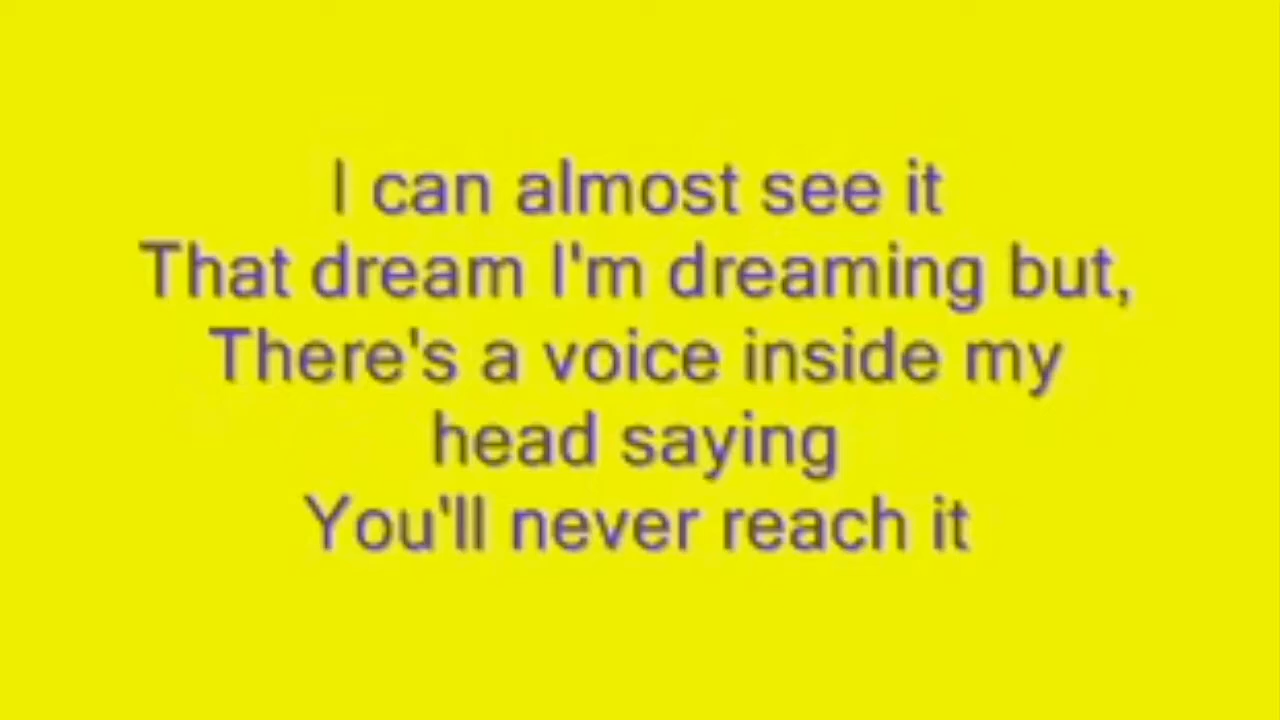 I can almost see it
That dream I'm dreaming but,
There's a voice inside my
head saying
You'll never reach it